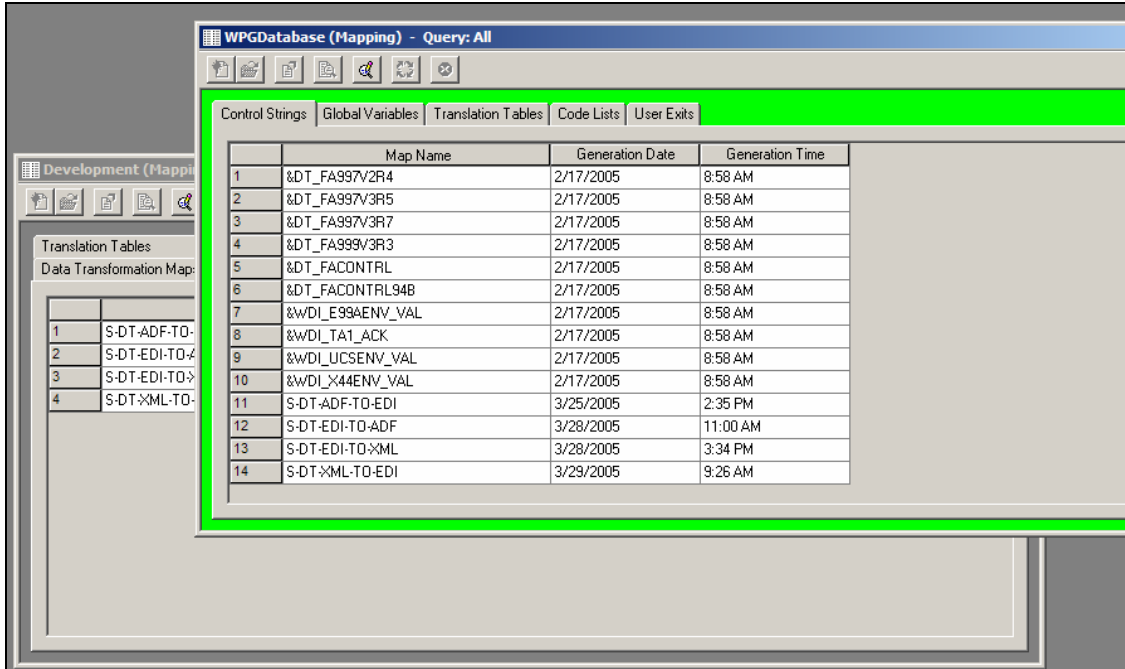 WPGDatabase (Mapping) - Query: All
Control Strings Global Variables Translation Tables Code Lists User Exits
Map Name Generation Date Generation Time
1 &DT_FA997V2R4 2/17/2005 8:58 AM
2 &DT_FA997V3R5 2/17/2005 8:58 AM
3 &DT_FA997V3R7 2/17/2005 8:58 AM
4 &DT_FA999V3R3 2/17/2005 8:58 AM
5 &DT_FACONTRL 2/17/2005 8:58 AM
6 &DT_FACONTRL94B 2/17/2005 8:58 AM
7 &WDI_E99AENV_VAL 2/17/2005 8:58 AM
8 &WDI_TA1_ACK 2/17/2005 8:58 AM
9 &WDI_UCSENV_VAL 2/17/2005 8:58 AM
10 &WDI_X44ENV_VAL 2/17/2005 8:58 AM
11 S-DT-ADF-TO-EDI 3/25/2005 2:35 PM
12 S-DT-EDI-TO-ADF 3/28/2005 11:00 AM
13 S-DT-EDI-TO-XML 3/28/2005 3:34 PM
14 S-DT-XML-TO-EDI 3/29/2005 9:26 AM
Development (Mappi
Translation Tables
Data Transformation Map
1 S-DT-ADF-TO-
2 S-DT-EDI-TO-
3 S-DT-EDI-TO-
4 S-DT-XML-TO-